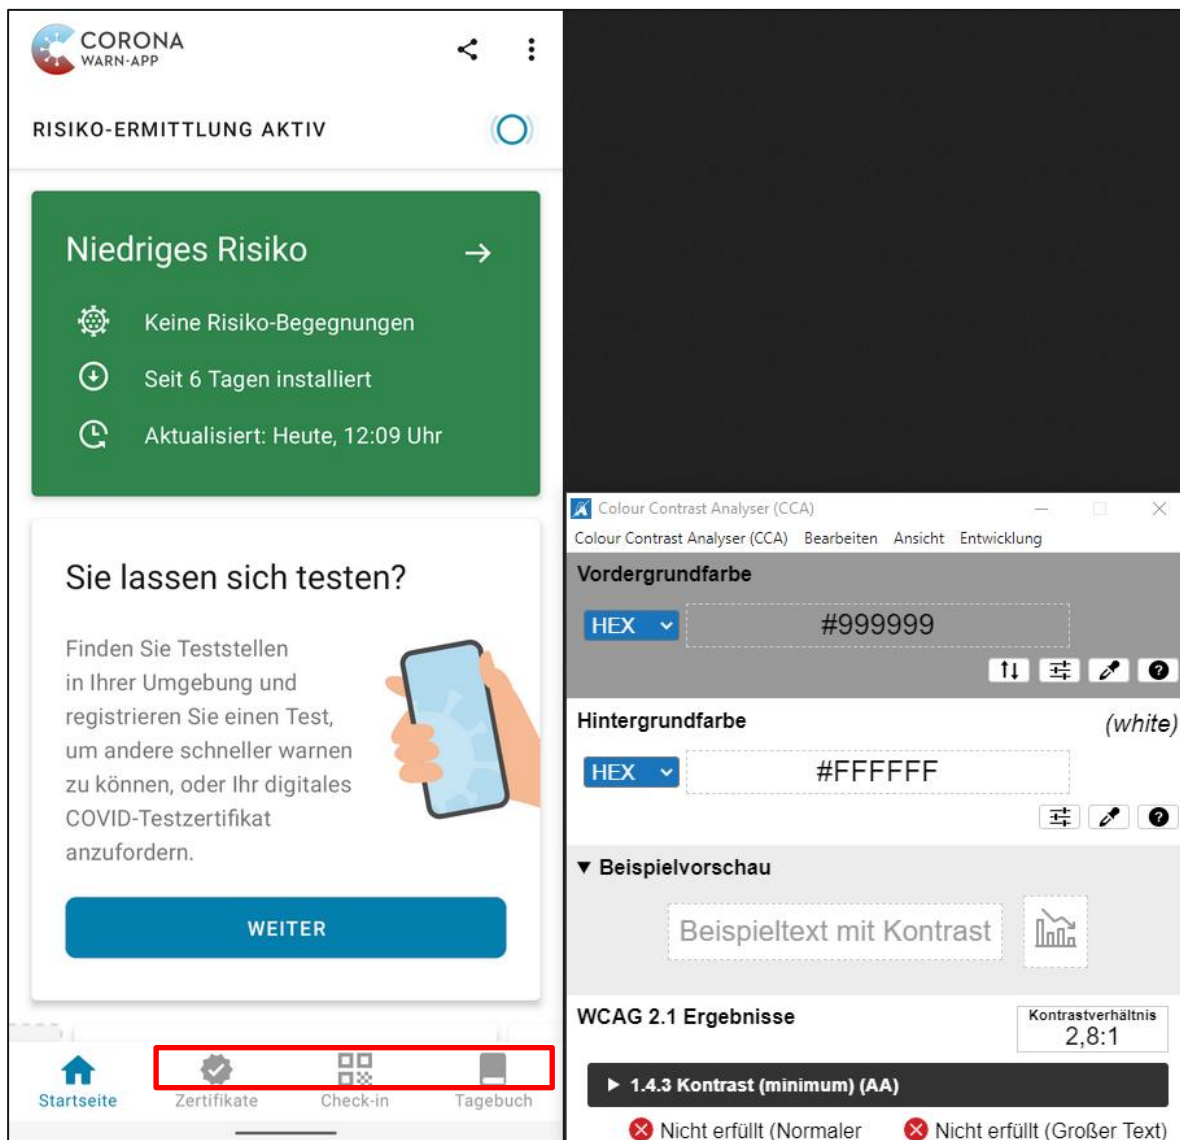 CORONA
WARN-APP
RISIKO-ERMITTLUNG AKTIV
Niedriges Risiko
Keine Risiko-Begegnungen
Seit 6 Tagen installiert
Aktualisiert: Heute, 12:09 Uhr
Sie lassen sich testen?
Finden Sie Teststellen
in Ihrer Umgebung und
registrieren Sie einen Test,
um andere schneller warnen
zu können, oder Ihr digitales
COVID-Testzertifikat
anzufordern.
WEITER
Startseite Zertifikate Check-in Tagebuch
Colour Contrast Analyser (CCA)
Colour Contrast Analyser (CCA) Bearbeiten Ansicht Entwicklung
Vordergrundfarbe
HEX #999999
Hintergrundfarbe (white)
HEX #FFFFFF
Beispielvorschau
Beispieltext mit Kontrast
WCAG 2.1 Ergebnisse
Kontrastverhältnis
2,8:1
1.4.3 Kontrast (minimum) (AA)
Nicht erfüllt (Normaler Nicht erfüllt (Großer Text)